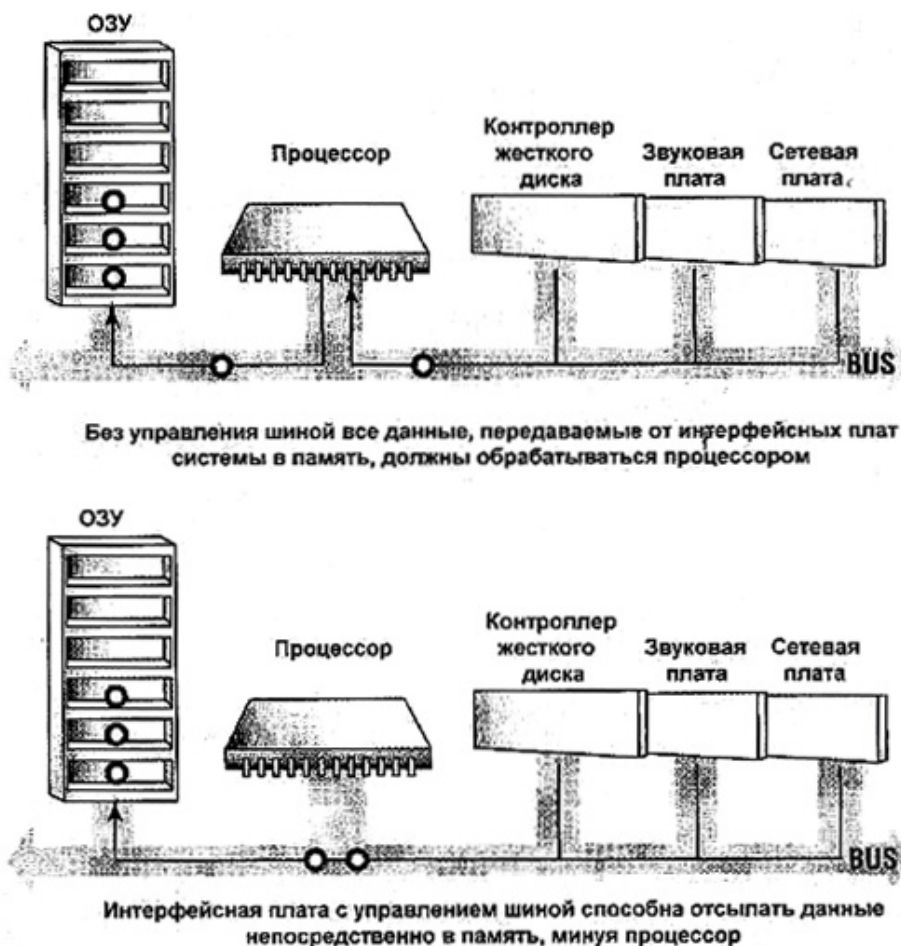 ОЗУ
Процессор
Контроллер
жесткого
диска
Звуковая
плата
Сетевая
плата
BUS
Без управления шиной все данные, передаваемые от интерфейсных плат
системы в память, должны обрабатываться процессором
ОЗУ
Процессор
Контроллер
жесткого
диска
Звуковая
плата
Сетевая
плата
BUS
Интерфейсная плата с управлением шиной способна отсылать данные
непосредственно в память, минуя процессор